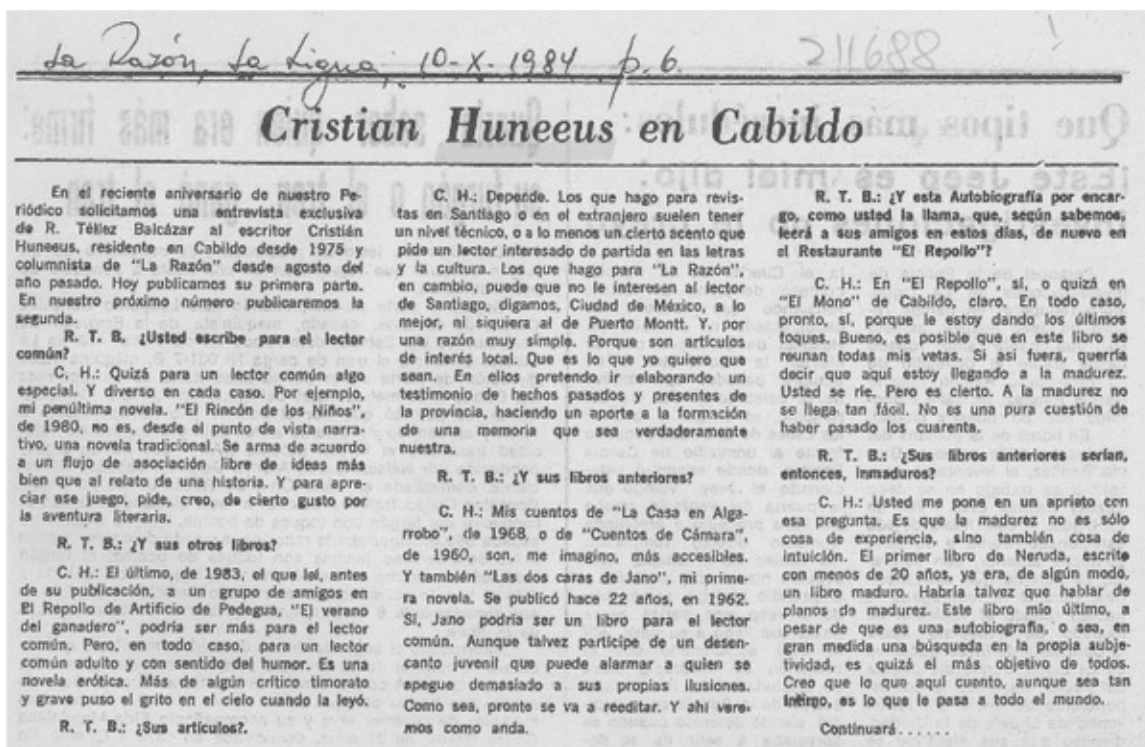 La Razón, La Ligua, 10-X-1984 p. 6.
211688
Cristian Huneeus en Cabildo
En el reciente aniversario de nuestro Pe-
riódico solicitamos una entrevista exclusiva
de R. Téllez Balcázar al escritor Cristián
Huneeus, residente en Cabildo desde 1975 y
columnista de "La Razón" desde agosto del
año pasado. Hoy publicamos su primera parte.
En nuestro próximo número publicaremos la
segunda.
R. T. B. ¿Usted escribe para el lector
común?
C. H.: Quizá para un lector común algo
especial. Y diverso en cada caso. Por ejemplo,
mi penúltima novela. "El Rincón de los Niños",
de 1980, no es, desde el punto de vista narra-
tivo, una novela tradicional. Se arma de acuerdo
a un flujo de asociación libre de ideas más
bien que al relato de una historia. Y para apre-
ciar ese juego, pide, creo, de cierto gusto por
la aventura literaria.
R. T. B.: ¿Y sus otros libros?
C. H.: El último, de 1983, el que leí, antes
de su publicación, a un grupo de amigos en
El Repollo de Artificio de Pedegua, "El verano
del ganadero", podría ser más para el lector
común. Pero, en todo caso, para un lector
común adulto y con sentido del humor. Es una
novela erótica. Más de algún crítico timorato
y grave puso el grito en el cielo cuando la leyó.
R. T. B.: ¿Sus artículos?.
C. H.: Depende. Los que hago para revis-
tas en Santiago o en el extranjero suelen tener
un nivel técnico, o a lo menos un cierto acento que
pide un lector interesado de partida en las letras
y la cultura. Los que hago para "La Razón",
en cambio, puede que no le interesen al lector
de Santiago, digamos, Ciudad de México, a lo
mejor, ni siquiera al de Puerto Montt. Y. por
una razón muy simple. Porque son artículos
de interés local. Que es lo que yo quiero que
sean. En ellos pretendo ir elaborando un
testimonio de hechos pasados y presentes de
la provincia, haciendo un aporte a la formación
de una memoria que sea verdaderamente
nuestra.
R. T. B.: ¿Y sus libros anteriores?
C. H.: Mis cuentos de "La Casa en Alga-
rrobo", de 1968, o de "Cuentos de Cámara",
de 1960, son, me imagino, más accesibles.
Y también "Las dos caras de Jano", mi prime-
ra novela. Se publicó hace 22 años, en 1962.
Sí, Jano podría ser un libro para el lector
común. Aunque talvez participe de un desen-
canto juvenil que puede alarmar a quien se
apegue demasiado a sus propias ilusiones.
Como sea, pronto se va a reeditar. Y ahí vere-
mos como anda.
R. T. B.: ¿Y esta Autobiografía por encar-
go, como usted la llama, que, según sabemos,
leerá a sus amigos en estos días, de nuevo en
el Restaurante "El Repollo"?
C. H.: En "El Repollo", sí, o quizá en
"El Mono" de Cabildo, claro. En todo caso,
pronto, sí, porque le estoy dando los últimos
toques. Bueno, es posible que en este libro se
reunan todas mis vetas. Si así fuera, querría
decir que aquí estoy llegando a la madurez.
Usted se ríe. Pero es cierto. A la madurez no
se llega tan fácil. No es una pura cuestión de
haber pasado los cuarenta.
R. T. B.: ¿Sus libros anteriores serían,
entonces, inmaduros?
C. H.: Usted me pone en un aprieto con
esa pregunta. Es que la madurez no es sólo
cosa de experiencia, sino también cosa de
intuición. El primer libro de Neruda, escrito
con menos de 20 años, ya era, de algún modo,
un libro maduro. Habría talvez que hablar de
planos de madurez. Este libro mío último, a
pesar de que es una autobiografía, o sea, en
gran medida una búsqueda en la propia subje-
tividad, es quizá el más objetivo de todos.
Creo que lo que aquí cuento, aunque sea tan
íntimo, es lo que le pasa a todo el mundo.
Continuará . . . . . .